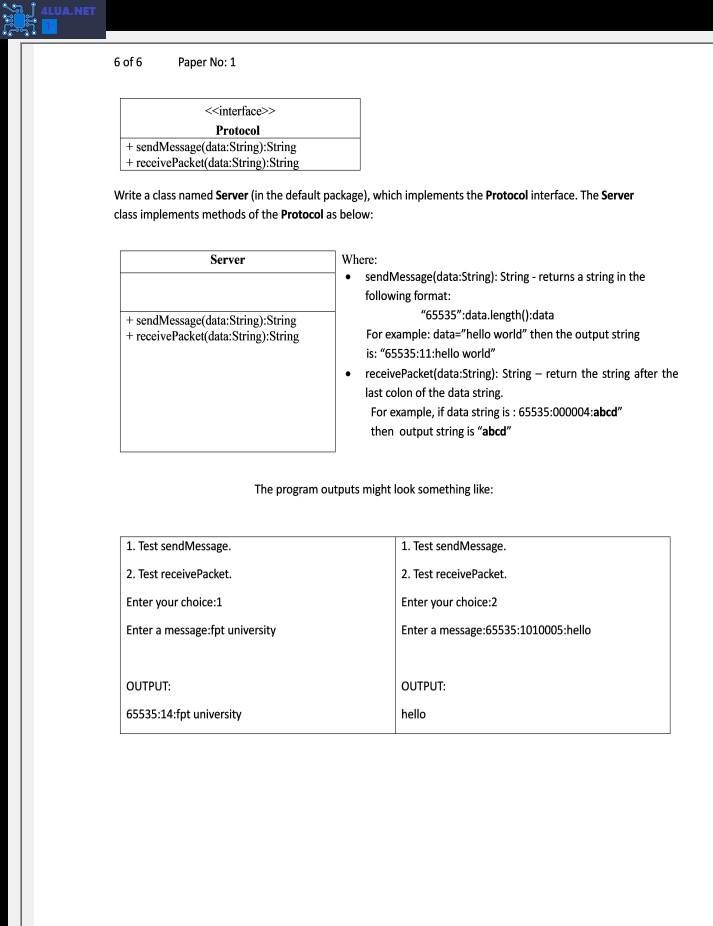 4LUA.NET
1
6 of 6 Paper No: 1
<<interface>>
Protocol
+ sendMessage(data:String):String
+ receivePacket(data:String):String
Write a class named Server (in the default package), which implements the Protocol interface. The Server
class implements methods of the Protocol as below:
Server
+ sendMessage(data:String):String
+ receivePacket(data:String):String
Where:
• sendMessage(data:String): String - returns a string in the
following format:
“65535”:data.length():data
For example: data=”hello world” then the output string
is: “65535:11:hello world”
• receivePacket(data:String): String – return the string after the
last colon of the data string.
For example, if data string is : 65535:000004:abcd”
then output string is “abcd”
The program outputs might look something like:
1. Test sendMessage.
2. Test receivePacket.
Enter your choice:1
Enter a message:fpt university
OUTPUT:
65535:14:fpt university
1. Test sendMessage.
2. Test receivePacket.
Enter your choice:2
Enter a message:65535:1010005:hello
OUTPUT:
hello